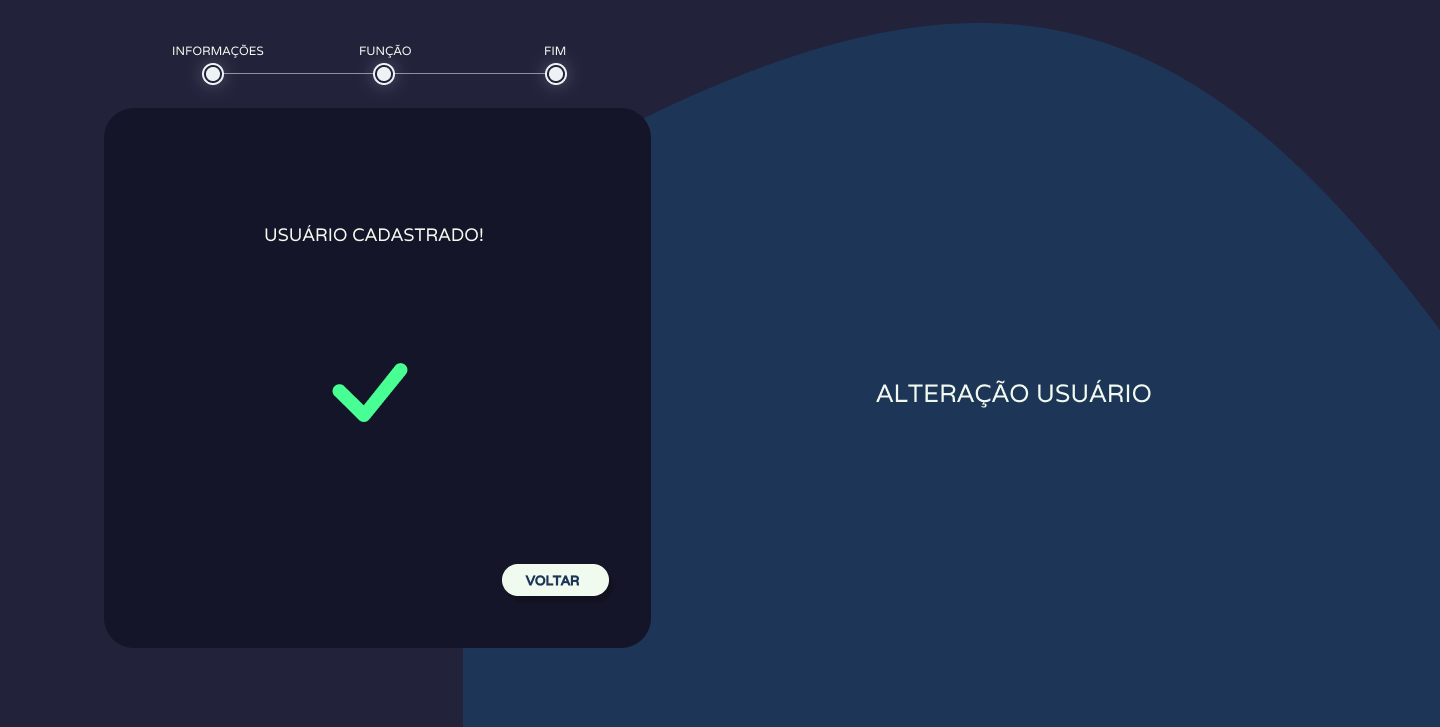 INFORMAÇÕES
FUNÇÃO
FIM
USUÁRIO CADASTRADO!
ALTERAÇÃO USUÁRIO
VOLTAR